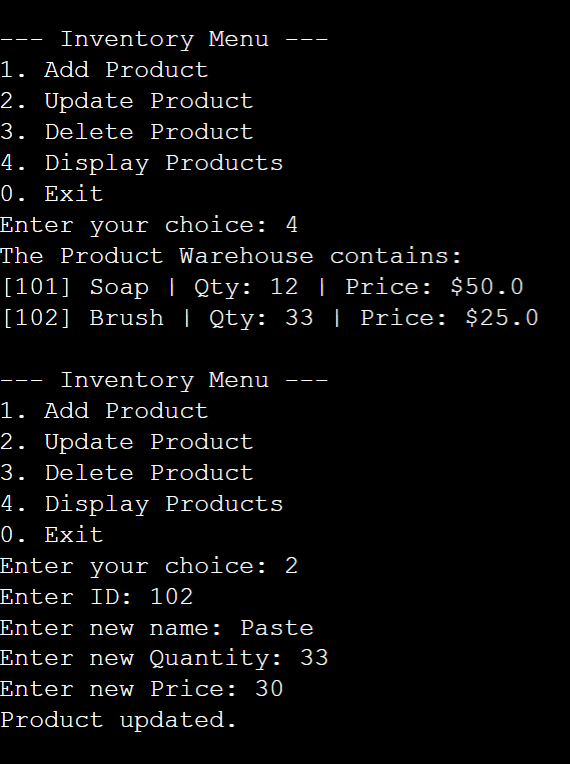 --- Inventory Menu ---
1. Add Product
2. Update Product
3. Delete Product
4. Display Products
0. Exit
Enter your choice: 4
The Product Warehouse contains:
[101] Soap | Qty: 12 | Price: $50.0
[102] Brush | Qty: 33 | Price: $25.0
--- Inventory Menu ---
1. Add Product
2. Update Product
3. Delete Product
4. Display Products
0. Exit
Enter your choice: 2
Enter ID: 102
Enter new name: Paste
Enter new Quantity: 33
Enter new Price: 30
Product updated.